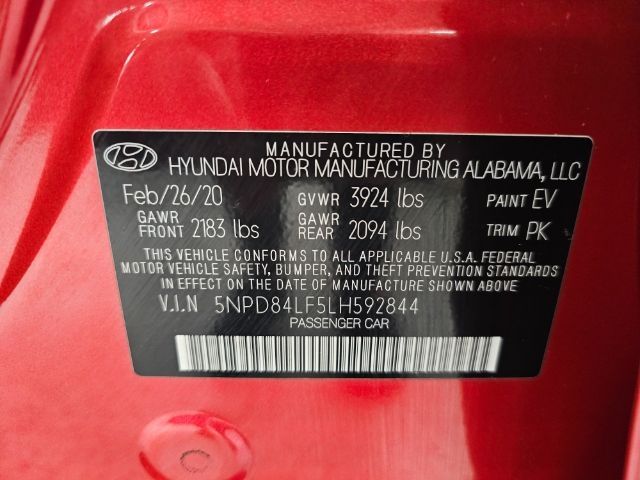 MANUFACTURED BY
HYUNDAI MOTOR MANUFACTURING ALABAMA, LLC
Feb/26/20 GVWR 3924 lbs PAINT EV
GAWR FRONT 2183 lbs GAWR REAR 2094 lbs TRIM PK
THIS VEHICLE CONFORMS TO ALL APPLICABLE U.S.A. FEDERAL
MOTOR VEHICLE SAFETY, BUMPER, AND THEFT PREVENTION STANDARDS
IN EFFECT ON THE DATE OF MANUFACTURE SHOWN ABOVE.
V.I.N 5NPD84LF5LH592844
PASSENGER CAR